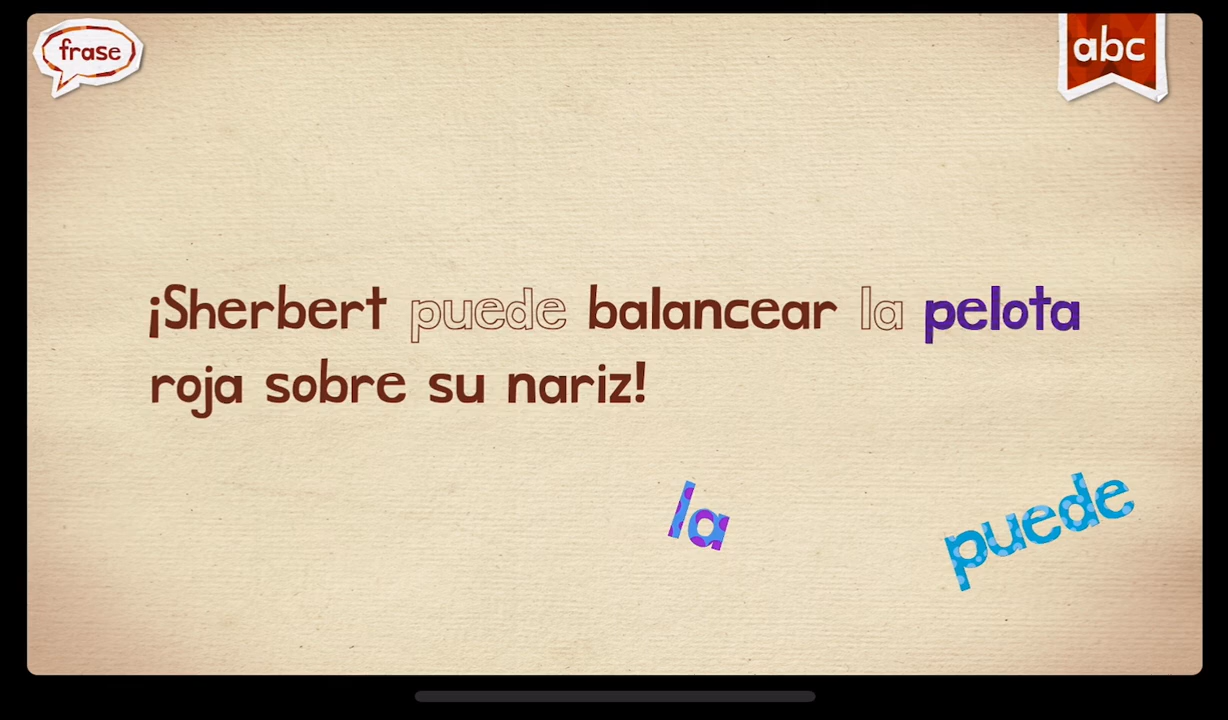 frase
abc
¡Sherbert puede balancear la pelota
roja sobre su nariz!
la
puede